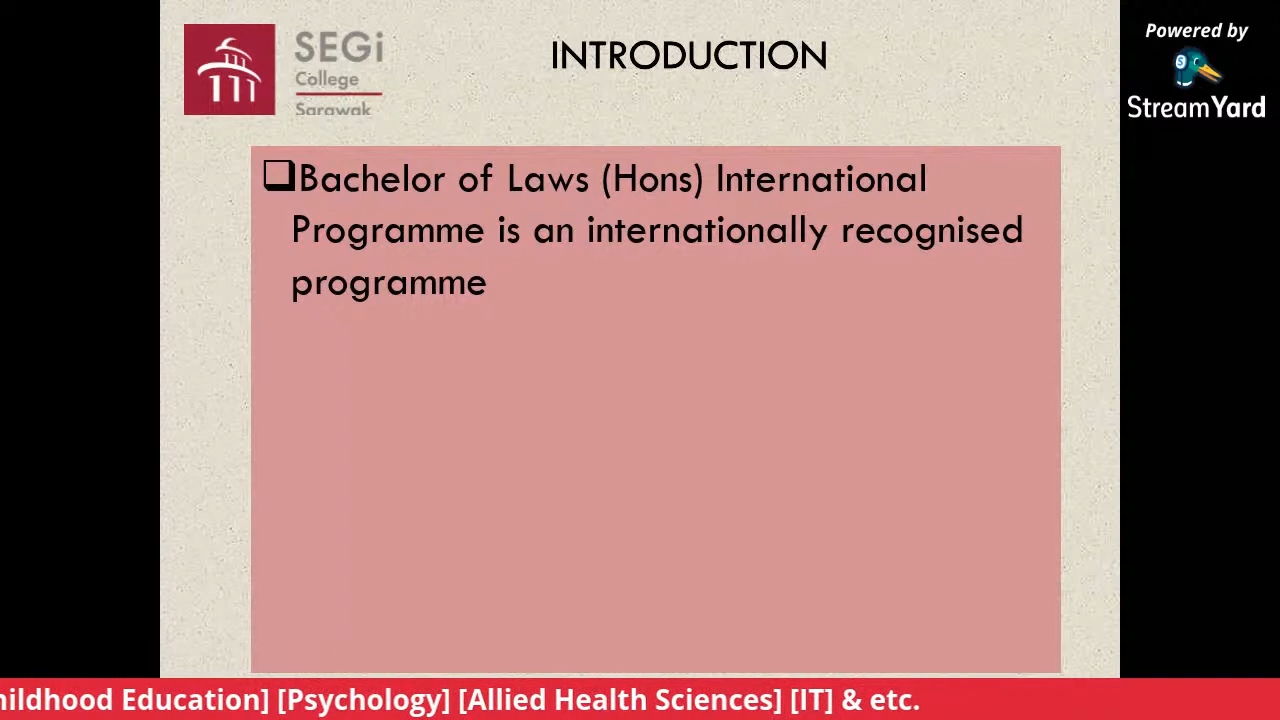 SEGi
College
Sarawak
INTRODUCTION
Powered by
StreamYard
❑Bachelor of Laws (Hons) International
Programme is an internationally recognised
programme
hildhood Education] [Psychology] [Allied Health Sciences] [IT] & etc.